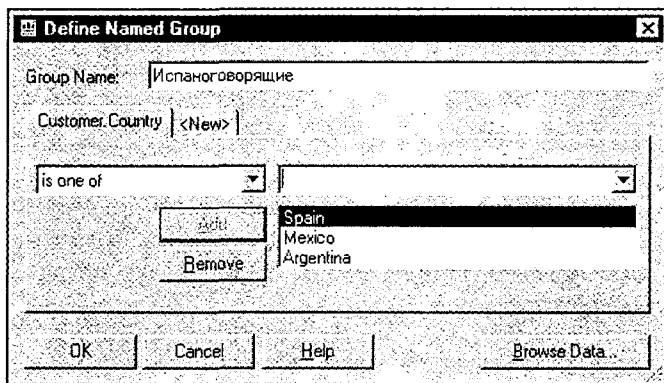 Define Named Group
Group Name: Испаноговорящие
Customer.Country <New>
is one of
Add Spain
Mexico
Remove Argentina
OK Cancel Help Browse Data...